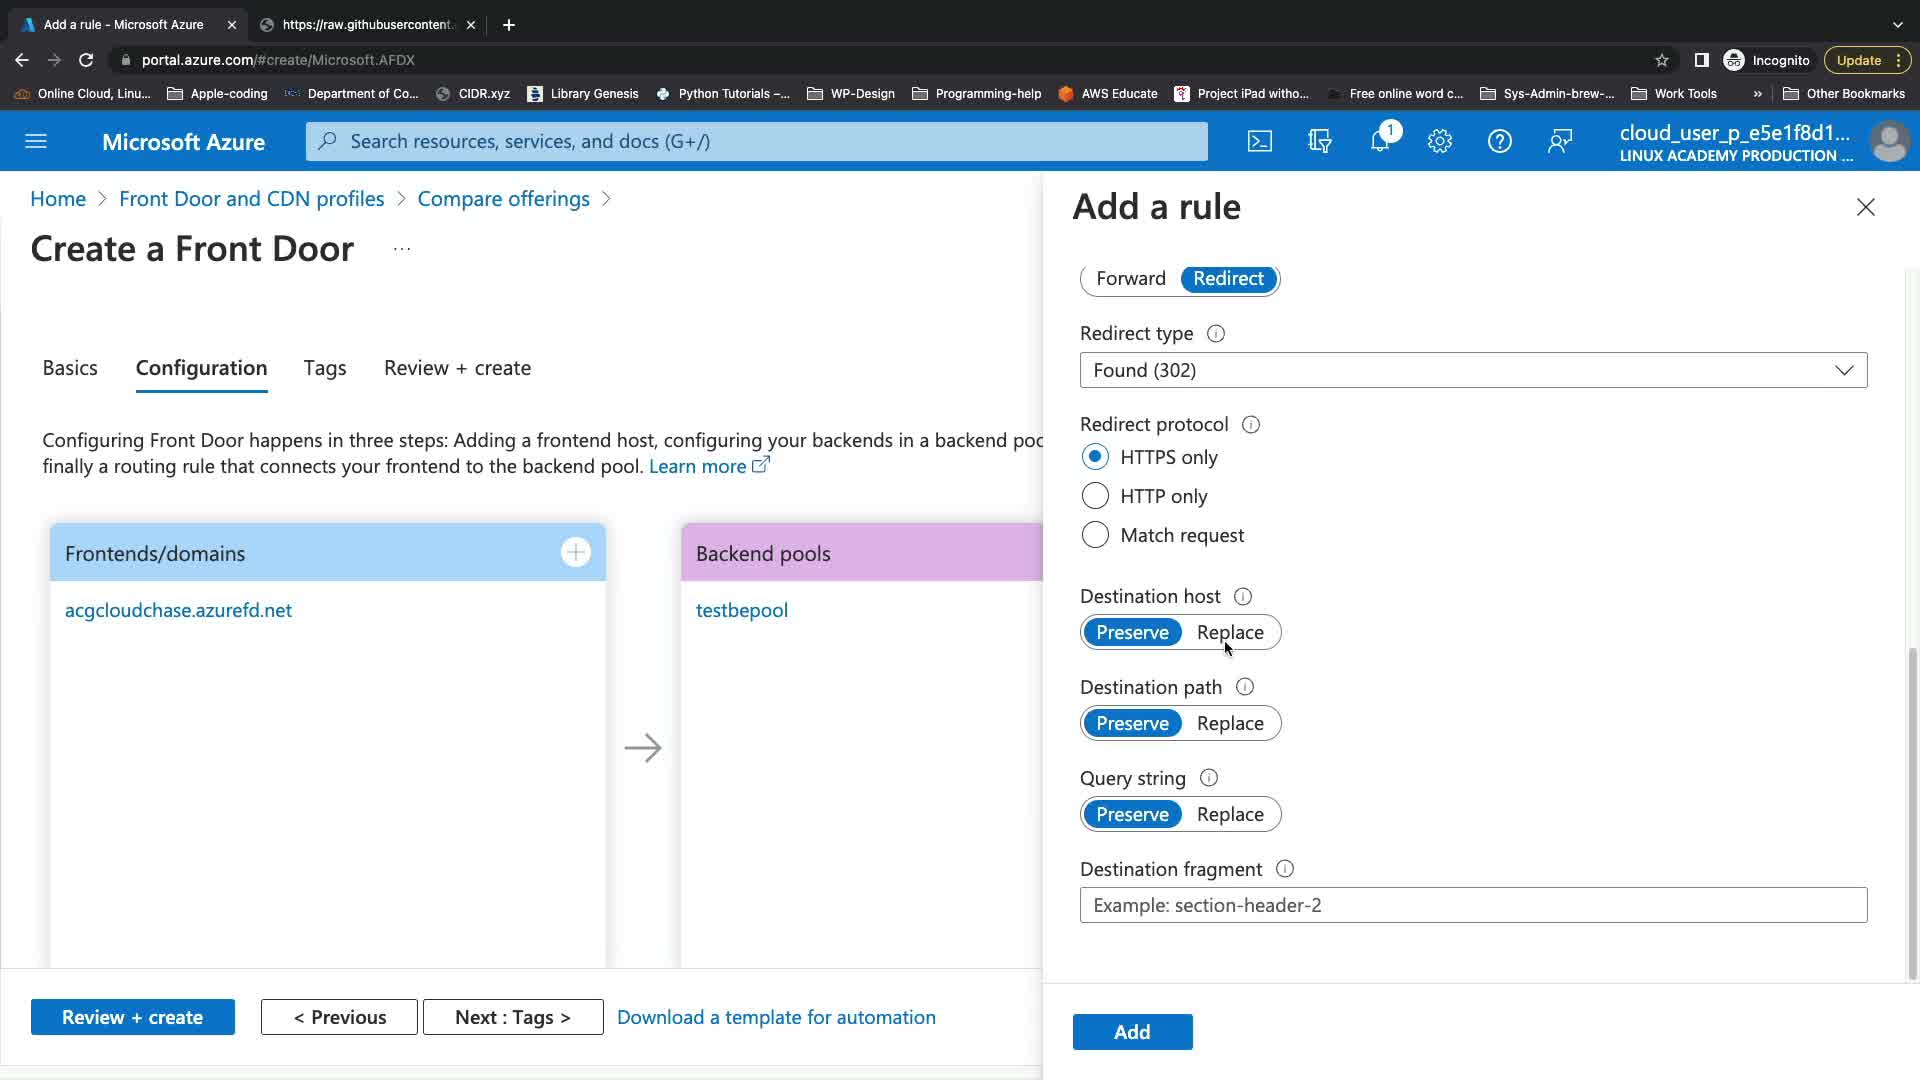 Add a rule - Microsoft Azure
https://raw.githubusercontent.
portal.azure.com/#create/Microsoft.AFDX
Incognito
Update
Online Cloud, Linu...
Apple-coding
Department of Co...
CIDR.xyz
Library Genesis
Python Tutorials –...
WP-Design
Programming-help
AWS Educate
Project iPad witho...
Free online word c...
Sys-Admin-brew-...
Work Tools
»
Other Bookmarks
Microsoft Azure
Search resources, services, and docs (G+/)
1
cloud_user_p_e5e1f8d1...
LINUX ACADEMY PRODUCTION ...
Home > Front Door and CDN profiles > Compare offerings >
Create a Front Door ...
Basics
Configuration
Tags
Review + create
Configuring Front Door happens in three steps: Adding a frontend host, configuring your backends in a backend poo
finally a routing rule that connects your frontend to the backend pool. Learn more
Frontends/domains
acgcloudchase.azurefd.net
Backend pools
testbepool
Review + create
< Previous
Next : Tags >
Download a template for automation
Add a rule
Forward Redirect
Redirect type
Found (302)
Redirect protocol
HTTPS only
HTTP only
Match request
Destination host
Preserve Replace
Destination path
Preserve Replace
Query string
Preserve Replace
Destination fragment
Example: section-header-2
Add